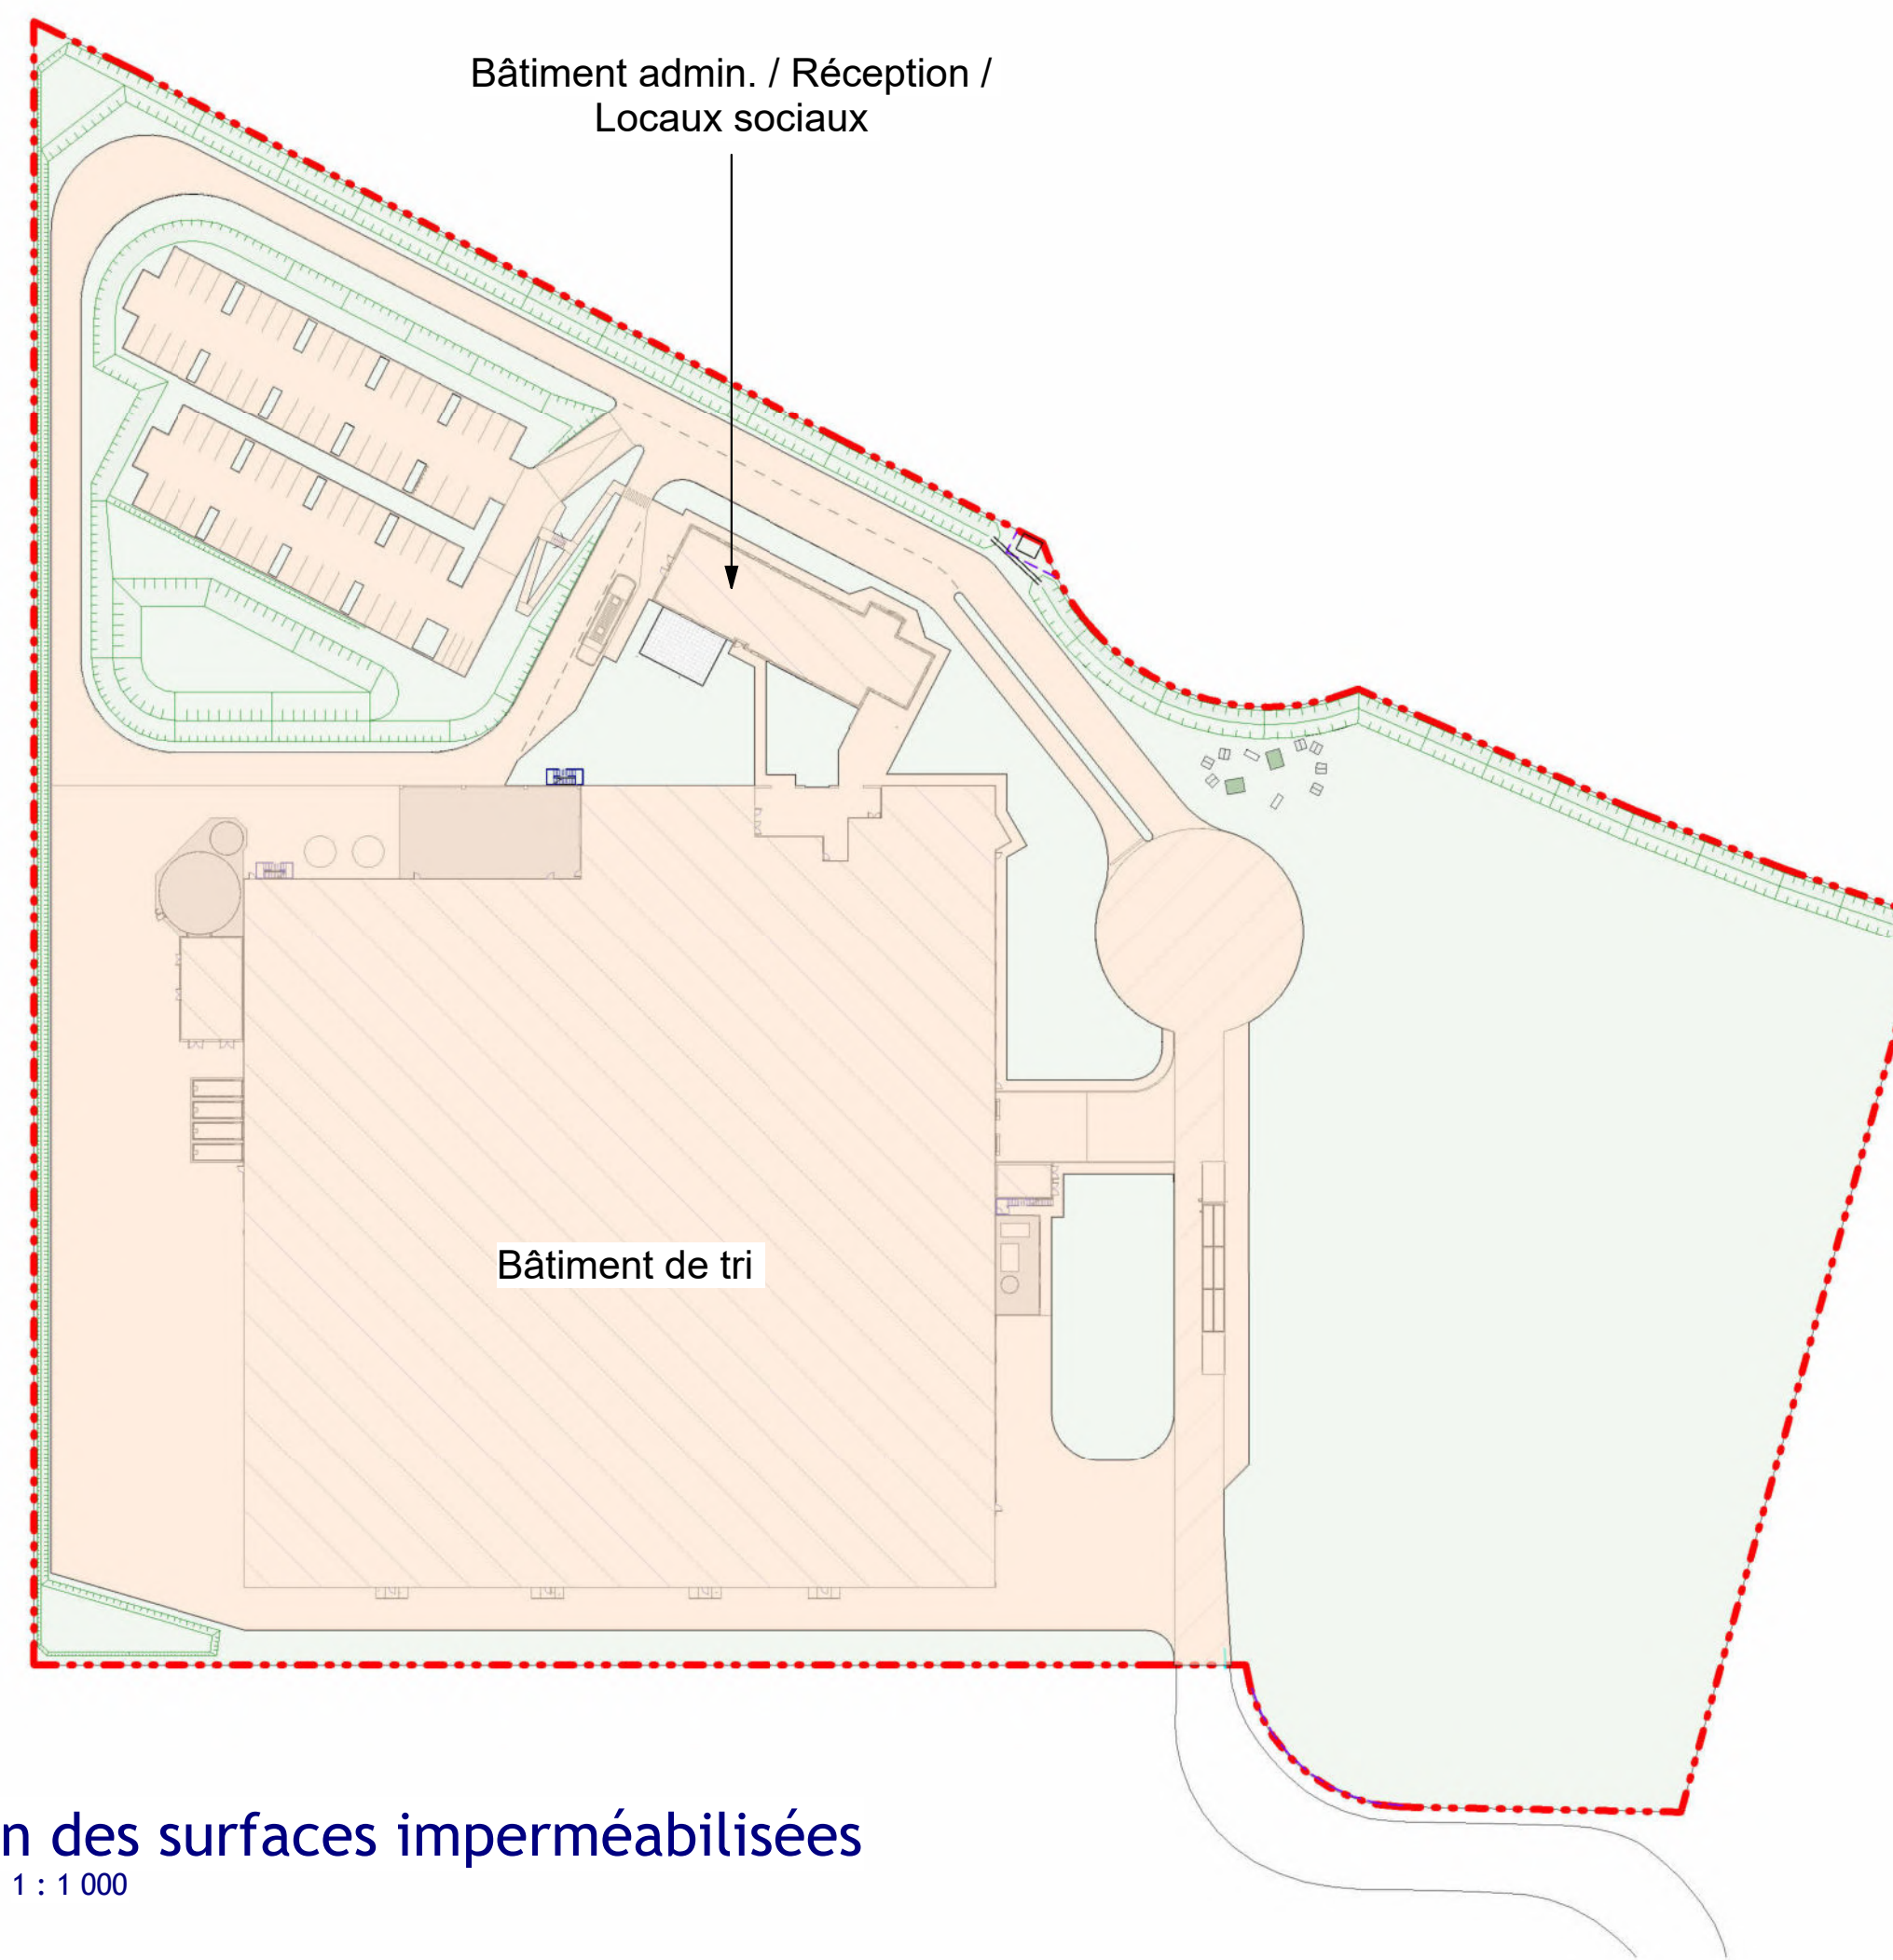 Bâtiment admin. / Réception /
Locaux sociaux
Bâtiment de tri
n des surfaces imperméabilisées
1 : 1 000